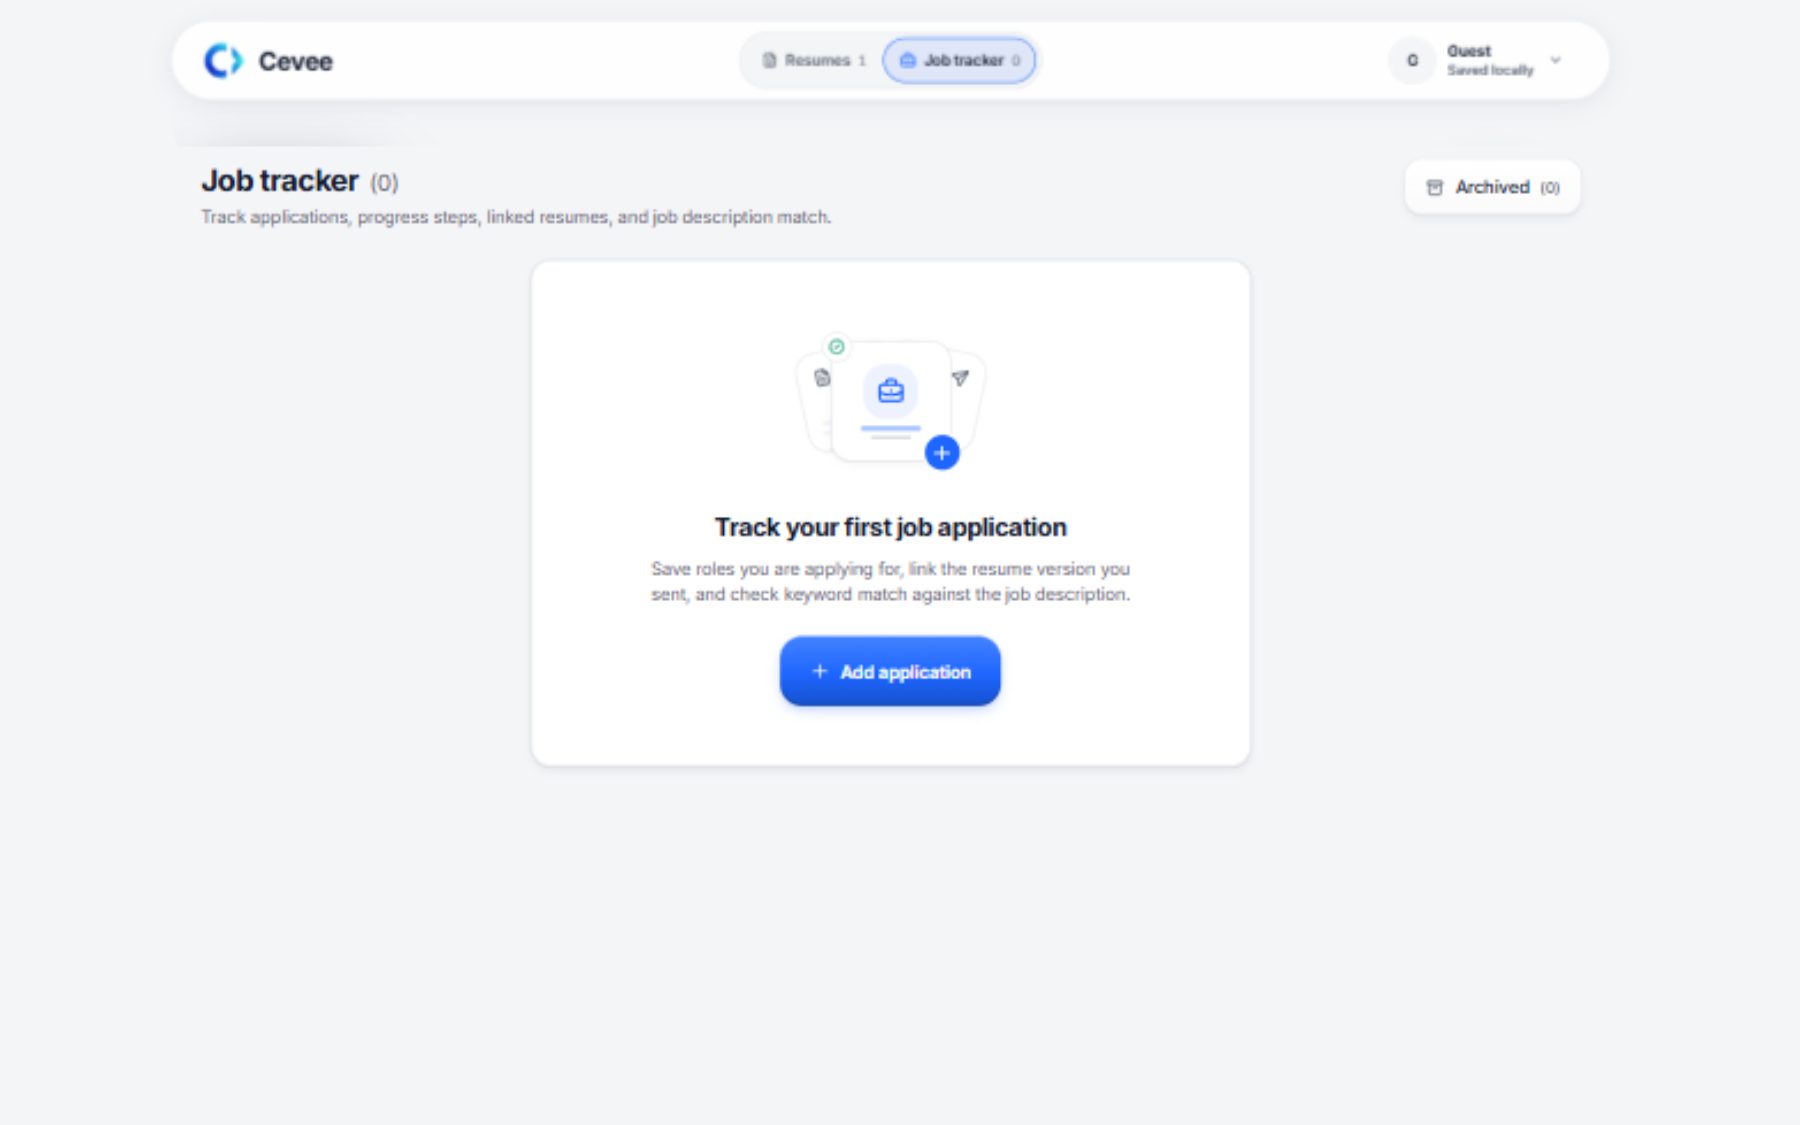 Cevee
Resumes 1
Job tracker 0
G
Guest
Saved locally
Job tracker (0)
Track applications, progress steps, linked resumes, and job description match.
Archived (0)
Track your first job application
Save roles you are applying for, link the resume version you
sent, and check keyword match against the job description.
Add application